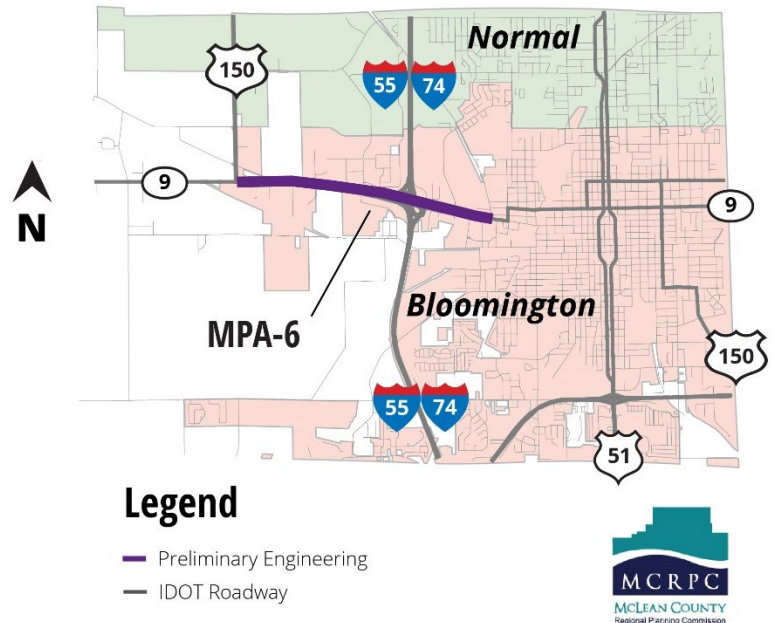 Normal
150
55
74
9
N
9
Bloomington
MPA-6
150
55
74
51
Legend
Preliminary Engineering
IDOT Roadway
MCRPC
MCLEAN COUNTY
Regional Planning Commission